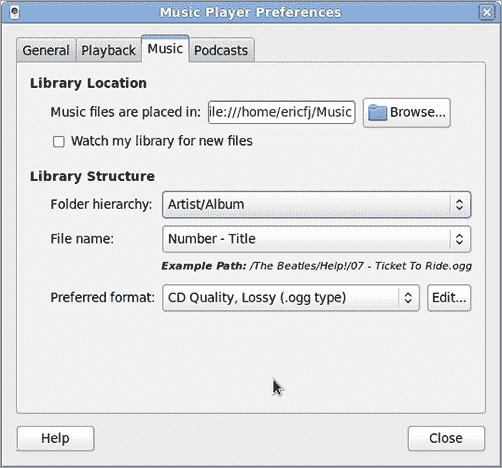 Music Player Preferences
General Playback Music Podcasts
Library Location
Music files are placed in: ile:///home/ericfj/Music Browse...
Watch my library for new files
Library Structure
Folder hierarchy: Artist/Album
File name: Number - Title
Example Path: /The Beatles/Help!/07 - Ticket To Ride.ogg
Preferred format: CD Quality, Lossy (.ogg type) Edit...
Help Close